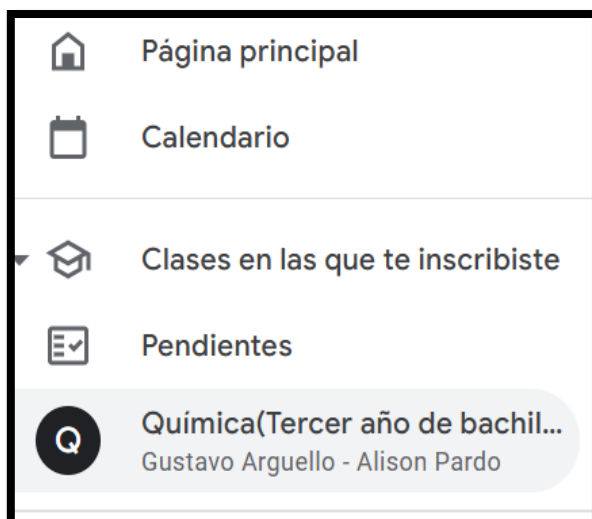 Página principal
Calendario
Clases en las que te inscribiste
Pendientes
Q
Química(Tercer año de bachil...
Gustavo Arguello - Alison Pardo